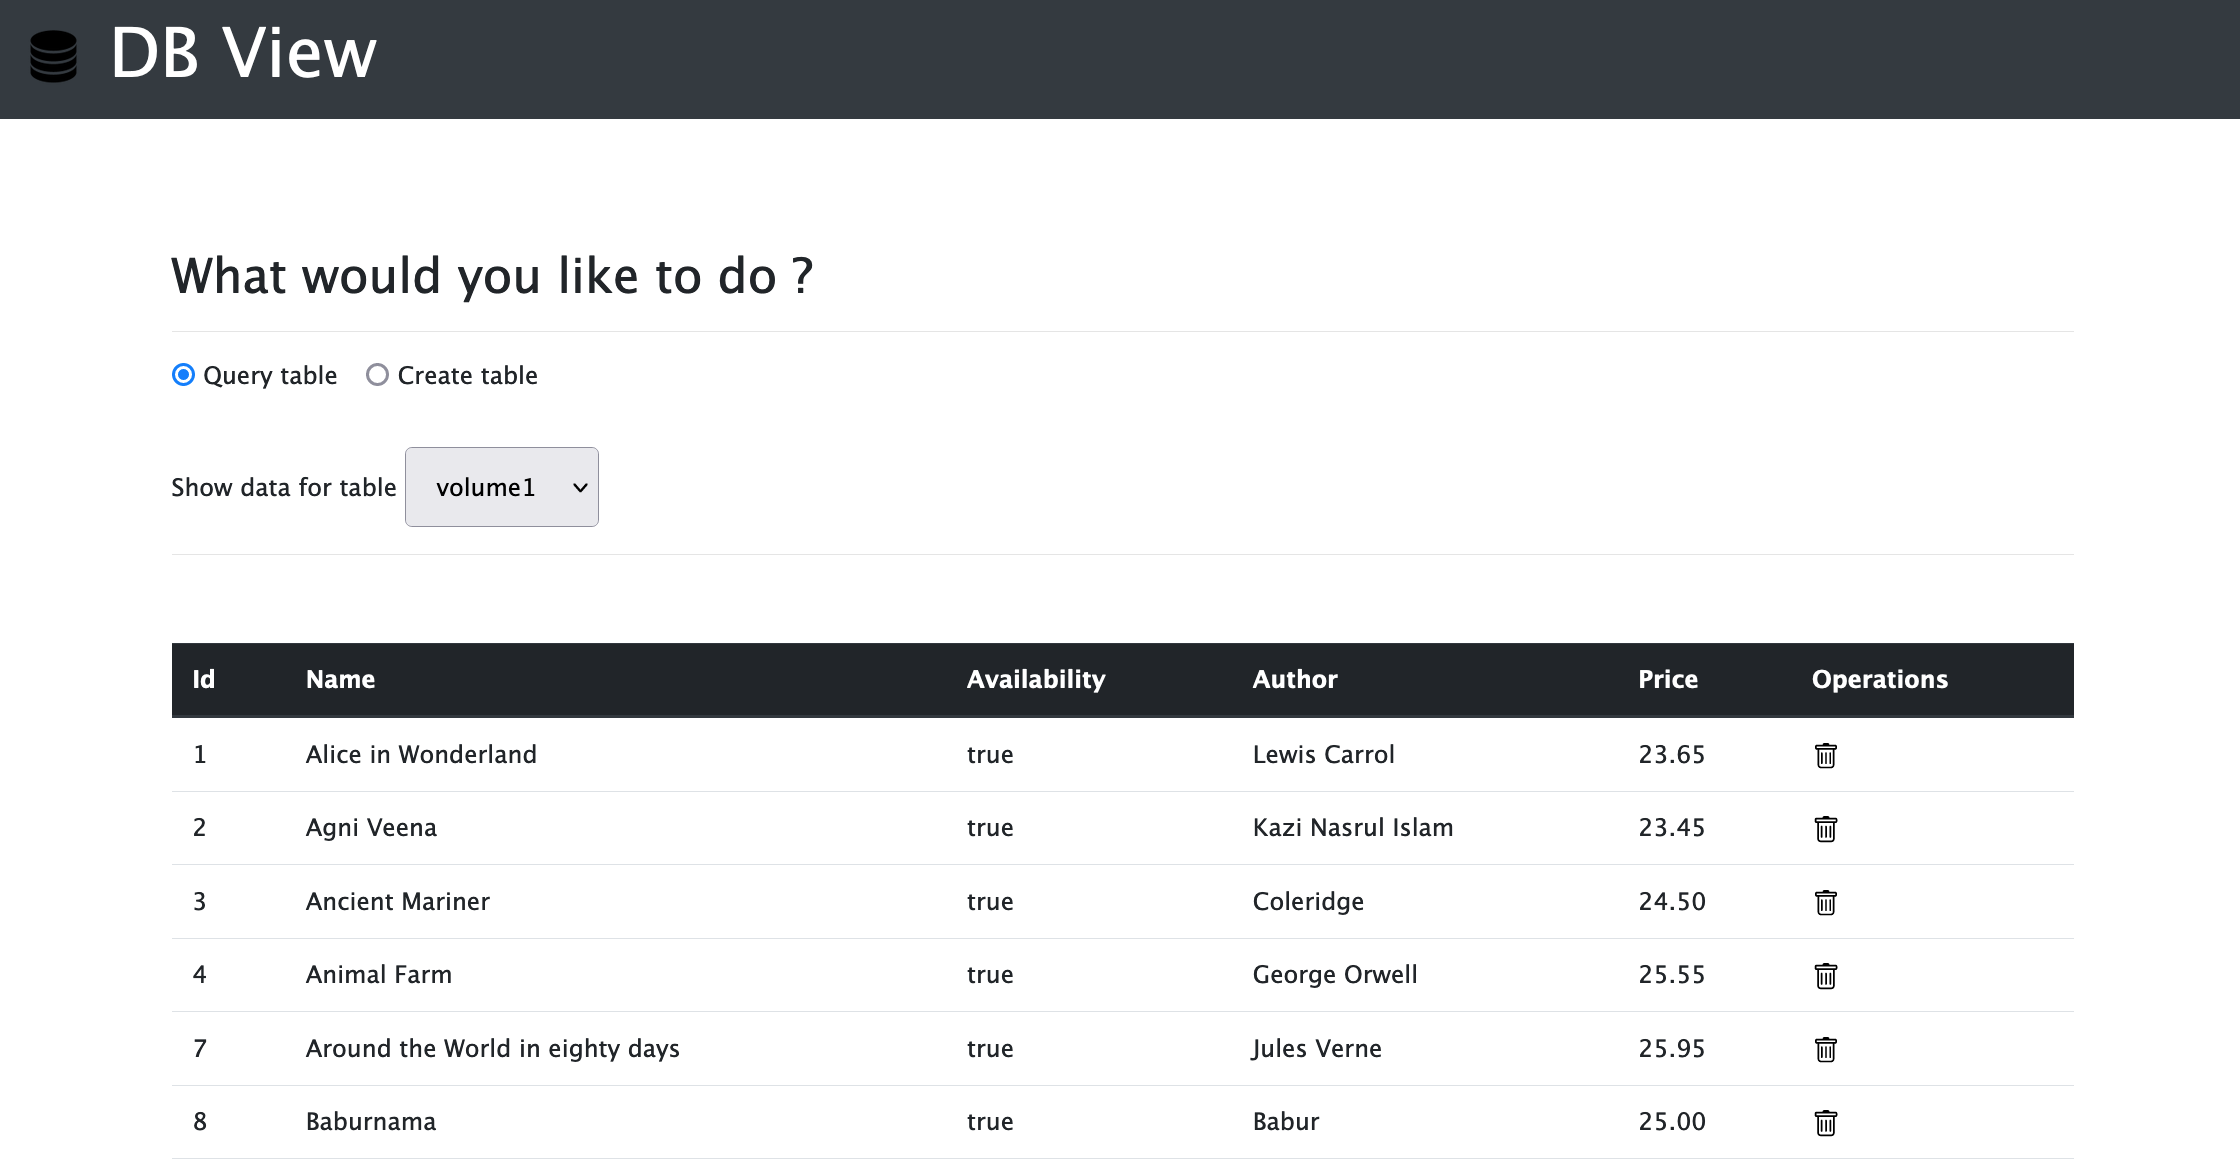 DB View
What would you like to do ?
Query table Create table
Show data for table volume1
Id Name Availability Author Price Operations
1 Alice in Wonderland true Lewis Carrol 23.65
2 Agni Veena true Kazi Nasrul Islam 23.45
3 Ancient Mariner true Coleridge 24.50
4 Animal Farm true George Orwell 25.55
7 Around the World in eighty days true Jules Verne 25.95
8 Baburnama true Babur 25.00